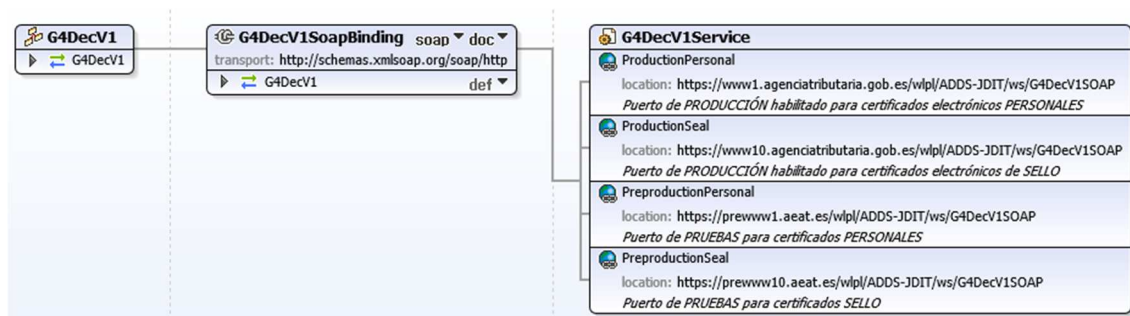 G4DecV1
G4DecV1
G4DecV1SoapBinding soap doc
transport: http://schemas.xmlsoap.org/soap/http
G4DecV1 def
G4DecV1Service
ProductionPersonal
location: https://www1.agenciatributaria.gob.es/wlpl/ADDS-JDIT/ws/G4DecV1SOAP
Puerto de PRODUCCIÓN habilitado para certificados electrónicos PERSONALES
ProductionSeal
location: https://www10.agenciatributaria.gob.es/wlpl/ADDS-JDIT/ws/G4DecV1SOAP
Puerto de PRODUCCIÓN habilitado para certificados electrónicos de SELLO
PreproductionPersonal
location: https://prewww1.aeat.es/wlpl/ADDS-JDIT/ws/G4DecV1SOAP
Puerto de PRUEBAS para certificados PERSONALES
PreproductionSeal
location: https://prewww10.aeat.es/wlpl/ADDS-JDIT/ws/G4DecV1SOAP
Puerto de PRUEBAS para certificados SELLO